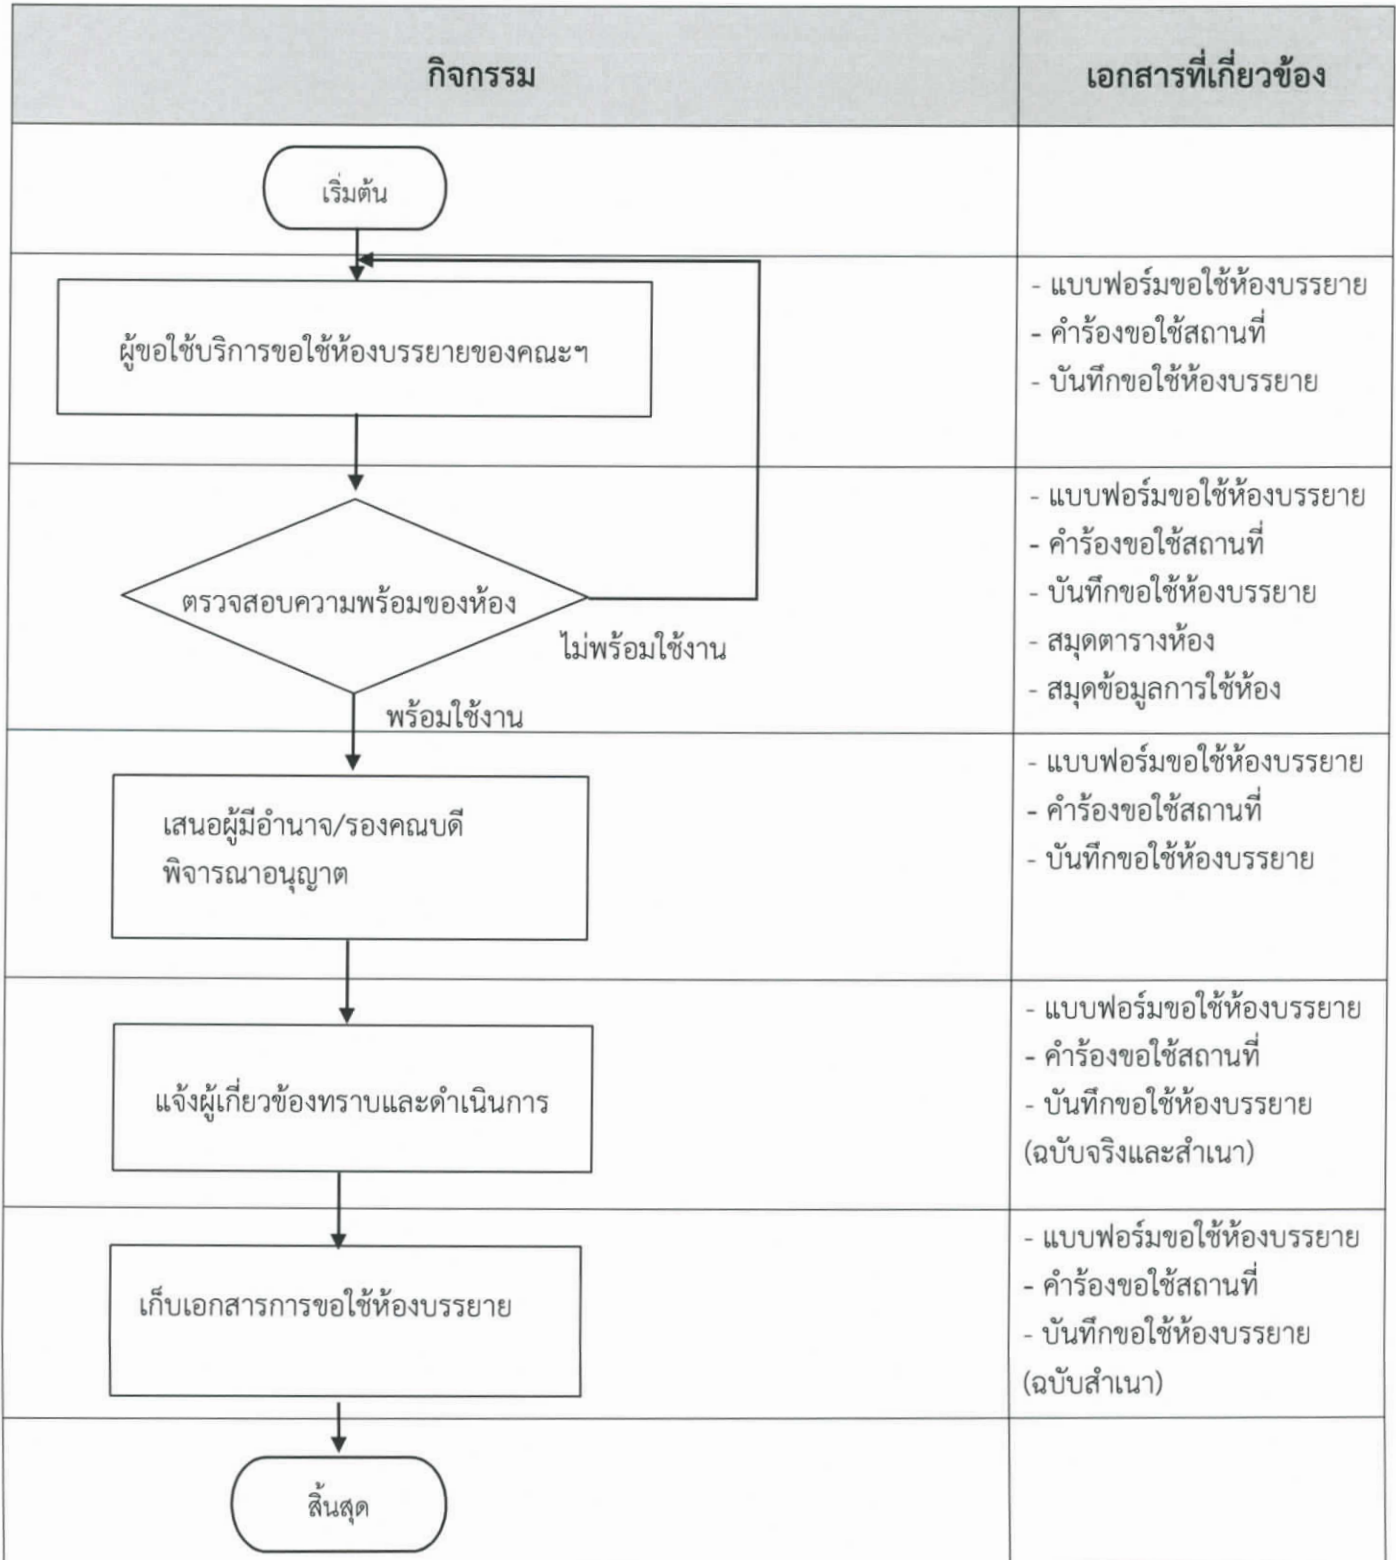 กิจกรรม
เอกสารที่เกี่ยวข้อง
เริ่มต้น
ผู้ขอใช้บริการขอใช้ห้องบรรยายของคณะฯ
- แบบฟอร์มขอใช้ห้องบรรยาย
- คำร้องขอใช้สถานที่
- บันทึกขอใช้ห้องบรรยาย
ตรวจสอบความพร้อมของห้อง
ไม่พร้อมใช้งาน
พร้อมใช้งาน
- แบบฟอร์มขอใช้ห้องบรรยาย
- คำร้องขอใช้สถานที่
- บันทึกขอใช้ห้องบรรยาย
- สมุดตารางห้อง
- สมุดข้อมูลการใช้ห้อง
เสนอผู้มีอำนาจ/รองคณบดี
พิจารณาอนุญาต
- แบบฟอร์มขอใช้ห้องบรรยาย
- คำร้องขอใช้สถานที่
- บันทึกขอใช้ห้องบรรยาย
แจ้งผู้เกี่ยวข้องทราบและดำเนินการ
- แบบฟอร์มขอใช้ห้องบรรยาย
- คำร้องขอใช้สถานที่
- บันทึกขอใช้ห้องบรรยาย
(ฉบับจริงและสำเนา)
เก็บเอกสารการขอใช้ห้องบรรยาย
- แบบฟอร์มขอใช้ห้องบรรยาย
- คำร้องขอใช้สถานที่
- บันทึกขอใช้ห้องบรรยาย
(ฉบับสำเนา)
สิ้นสุด